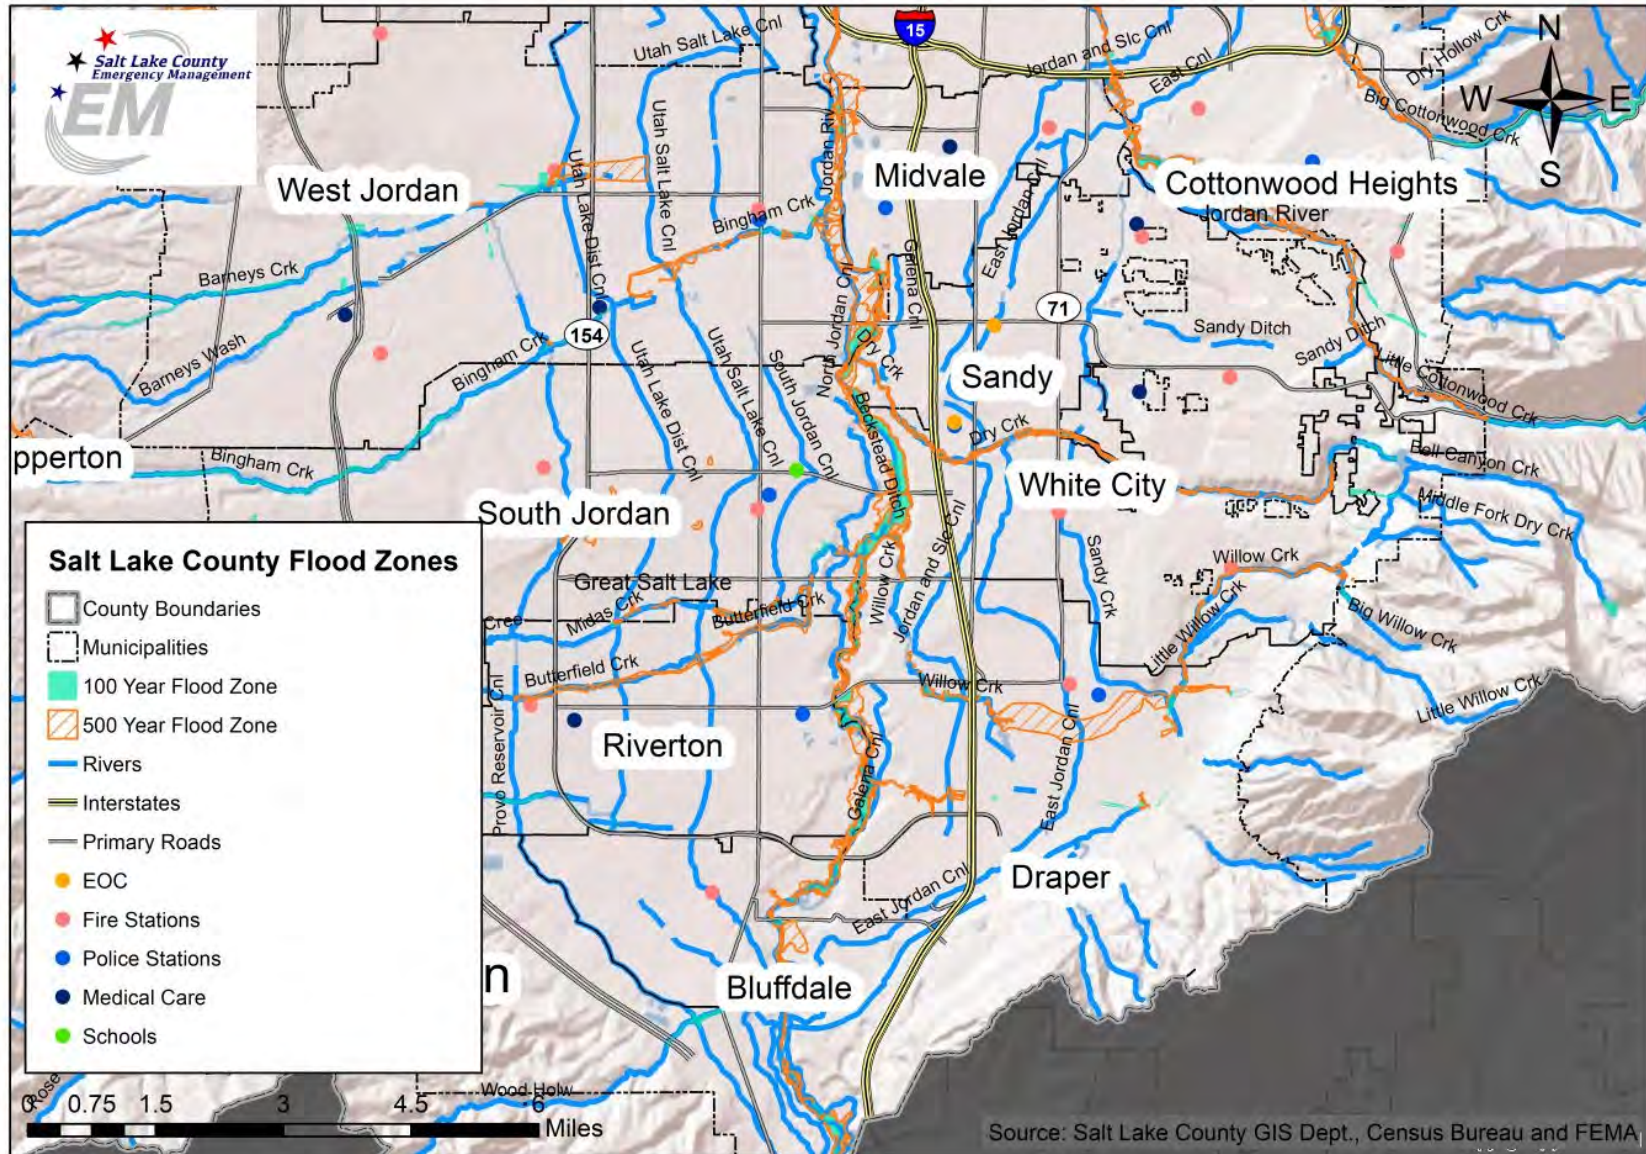 Salt Lake County
Emergency Management
EM
15
N
W E
S
Utah Salt Lake Cnl
Jordan and Slc Cnl
East Cnl
Dry Hollow Crk
Big Cottonwood Crk
Utah Salt Lake Cnl
Jordan Riv
Midvale
West Jordan
Utah Lake Dist Cnl
Cottonwood Heights
Jordan River
Bingham Crk
East Jordan Cnl
Galena Cnl
Barneys Crk
North Jordan Cnl
71
154
Sandy Ditch
Sandy Ditch
Barneys Wash
Bingham Crk
Dry Crk
Little Cottonwood Crk
Utah Lake Dist Cnl
Utah Salt Lake Cnl
South Jordan Cnl
Sandy
Beckstead Ditch
Dry Crk
pperton
Bingham Crk
Bell Canyon Crk
White City
Middle Fork Dry Crk
South Jordan
Jordan and Slc Cnl
Sandy Crk
Willow Crk
Willow Crk
Great Salt Lake
Midas Crk
Butterfield Crk
Cree
Big Willow Crk
Little Willow Crk
Butterfield Crk
Willow Crk
Little Willow Crk
Provo Reservoir Cnl
Riverton
East Jordan Cnl
Galena Cnl
Draper
East Jordan Cnl
n
Bluffdale
Salt Lake County Flood Zones
County Boundaries
Municipalities
100 Year Flood Zone
500 Year Flood Zone
Rivers
Interstates
Primary Roads
EOC
Fire Stations
Police Stations
Medical Care
Schools
Rose
Wood Holw
0 0.75 1.5 3 4.5 6
Miles
Source: Salt Lake County GIS Dept., Census Bureau and FEMA